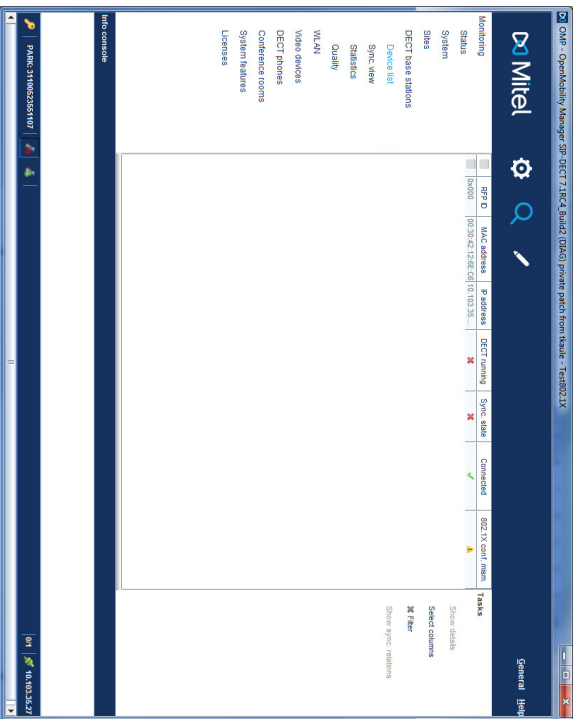 OMP - OpenMobility Manager SIP-DECT 7.1RC4_Build2 (DIAG) private patch from tkaule - Test802.1X
Mitel
General Help
Monitoring
Status
System
Sites
DECT base stations
Device list
Sync. view
Statistics
Quality
WLAN
Video devices
DECT phones
Conference rooms
System features
Licenses
RFP ID MAC address IP address DECT running Sync. state Connected 802.1X conf. mism.
0x000 00:30:42:12:6E:C6 10.103.35....
Tasks
Show details
Select columns
Filter
Show sync. relations
Info console
PARK: 31100523551107
0/1 10.103.35.27